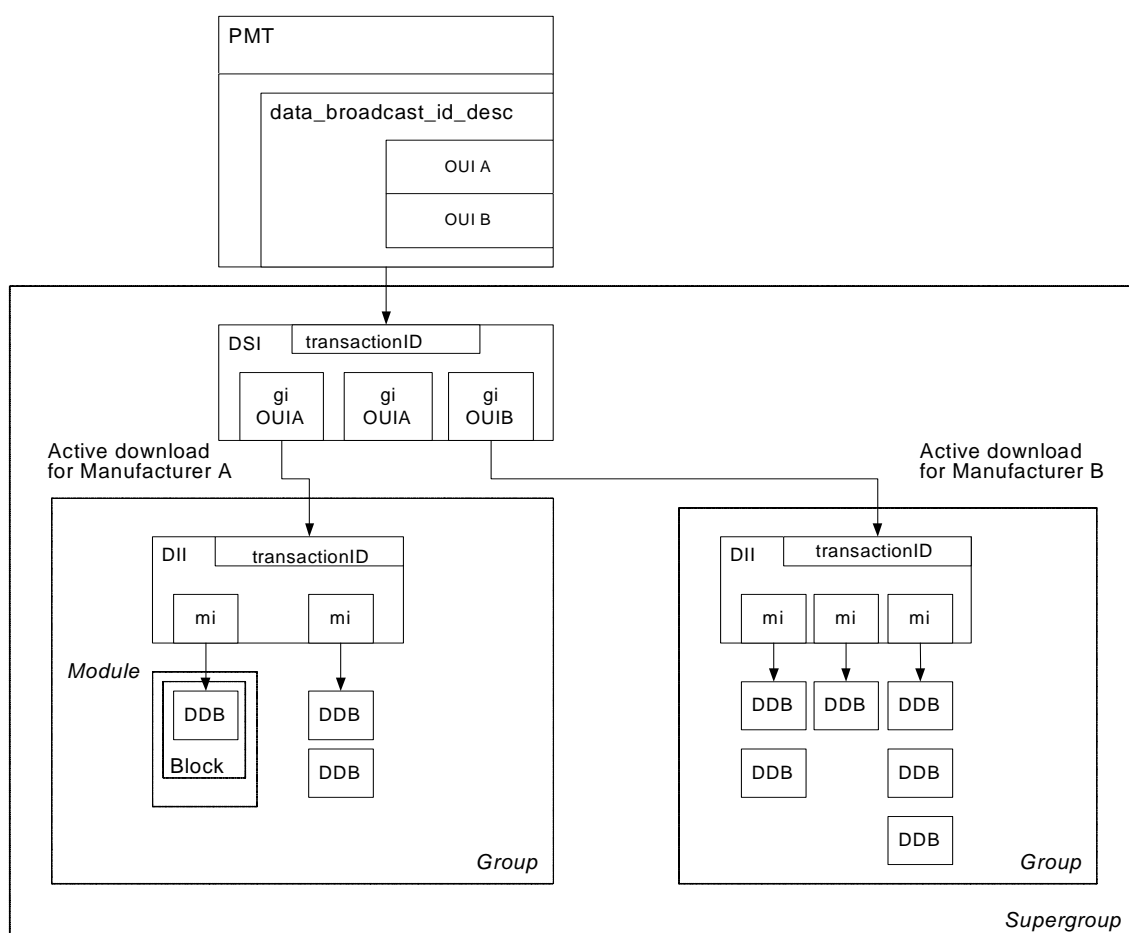 PMT
data_broadcast_id_desc
OUI A
OUI B
DSI
transactionID
gi
OUIA
gi
OUIA
gi
OUIB
Active download
for Manufacturer A
Active download
for Manufacturer B
DII
transactionID
mi
mi
Module
DDB
Block
DDB
DDB
Group
DII
transactionID
mi
mi
mi
DDB
DDB
DDB
DDB
DDB
DDB
Group
Supergroup